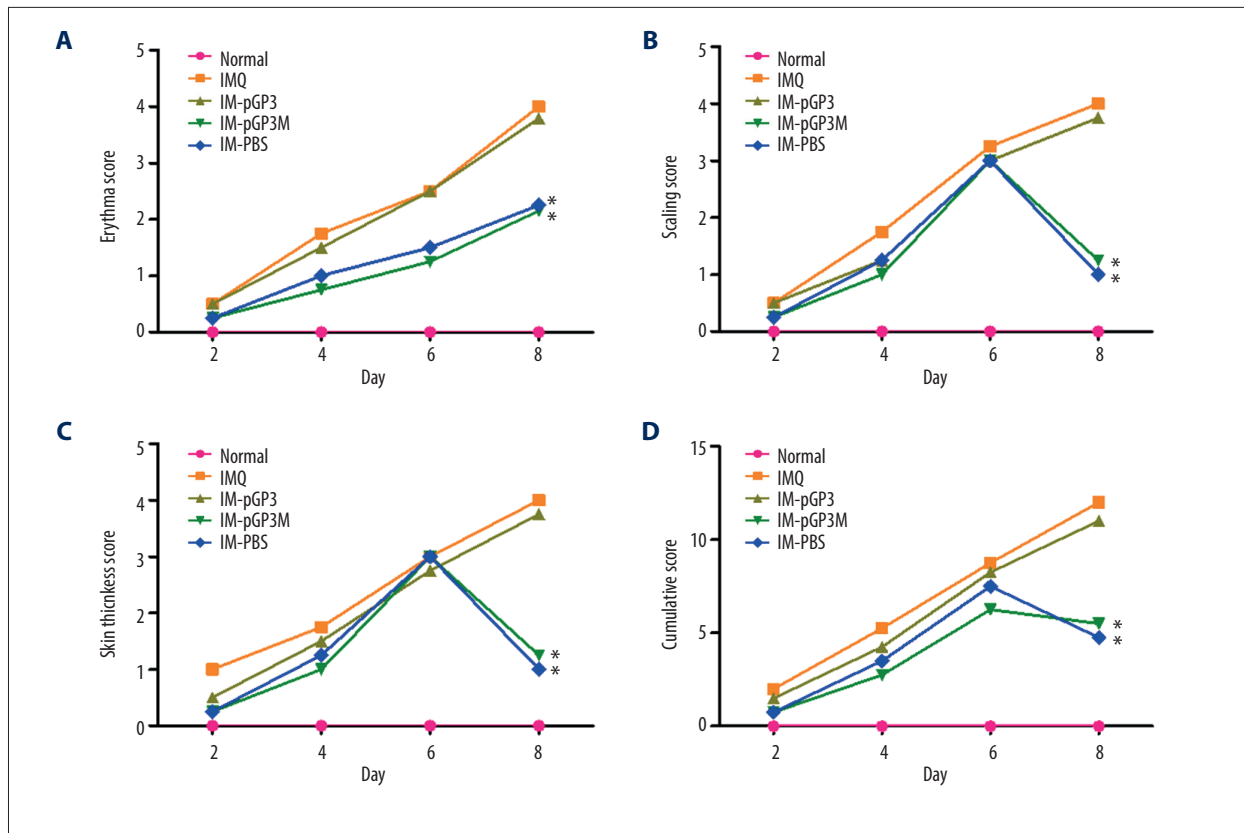 A
5
4
3
2
1
0
Erythma score
Normal
IMQ
IM-pGP3
IM-pGP3M
IM-PBS
*
*
2 4 6 8
Day
B
5
4
3
2
1
0
Scaling score
Normal
IMQ
IM-pGP3
IM-pGP3M
IM-PBS
*
*
2 4 6 8
Day
C
5
4
3
2
1
0
Skin thicnkess score
Normal
IMQ
IM-pGP3
IM-pGP3M
IM-PBS
*
*
2 4 6 8
Day
D
15
10
5
0
Cumulative score
Normal
IMQ
IM-pGP3
IM-pGP3M
IM-PBS
*
*
2 4 6 8
Day